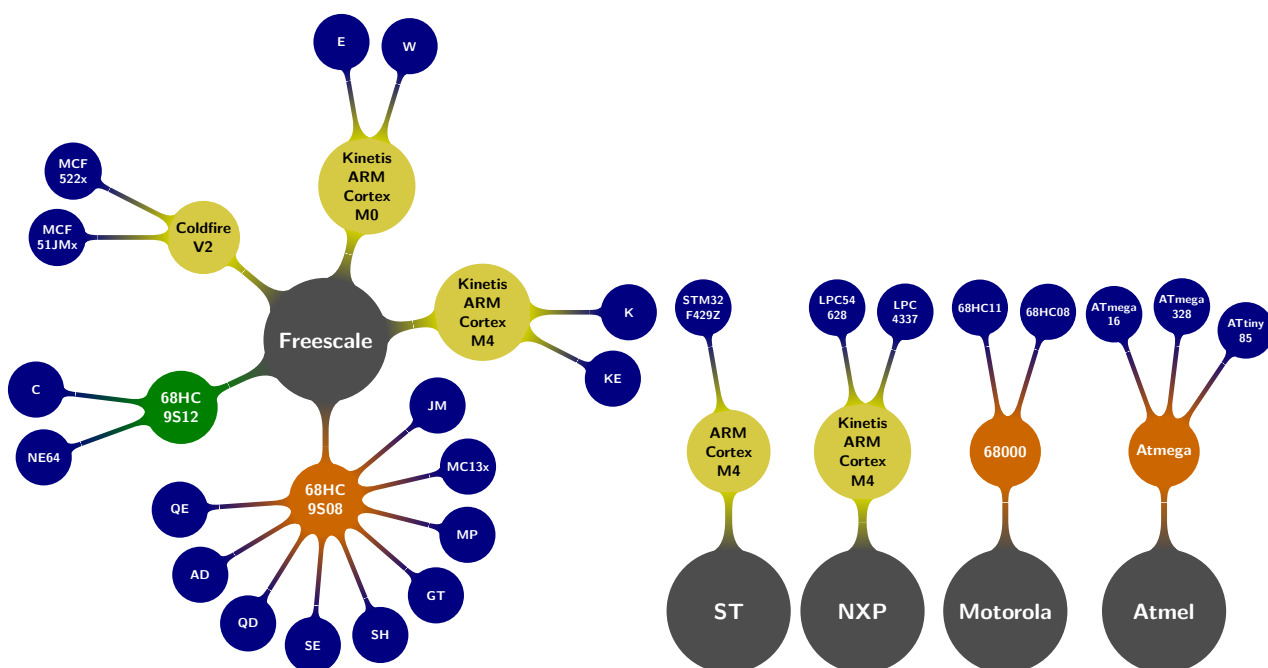 E
W
Kinetis
ARM
Cortex
M0
MCF
522x
MCF
51JMx
Coldfire
V2
Kinetis
ARM
Cortex
M4
K
KE
Freescale
C
NE64
68HC
9S12
JM
MC13x
68HC
9S08
QE
MP
AD
GT
QD
SH
SE
STM32
F429Z
ARM
Cortex
M4
ST
LPC54
628
LPC
4337
Kinetis
ARM
Cortex
M4
NXP
68HC11
68HC08
68000
Motorola
ATmega
16
ATmega
328
ATtiny
85
Atmega
Atmel